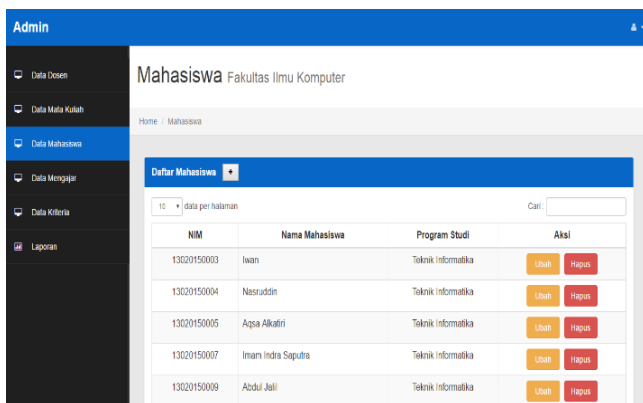 Admin
Data Dosen
Data Mata Kuliah
Data Mahasiswa
Data Mengajar
Data Kriteria
Laporan
Mahasiswa Fakultas Ilmu Komputer
Home / Mahasiswa
Daftar Mahasiswa +
10 data per halaman Cari :
NIM Nama Mahasiswa Program Studi Aksi
13020150003 Iwan Teknik Informatika Ubah Hapus
13020150004 Nasruddin Teknik Informatika Ubah Hapus
13020150005 Aqsa Alkatiri Teknik Informatika Ubah Hapus
13020150007 Imam Indra Saputra Teknik Informatika Ubah Hapus
13020150009 Abdul Jalil Teknik Informatika Ubah Hapus